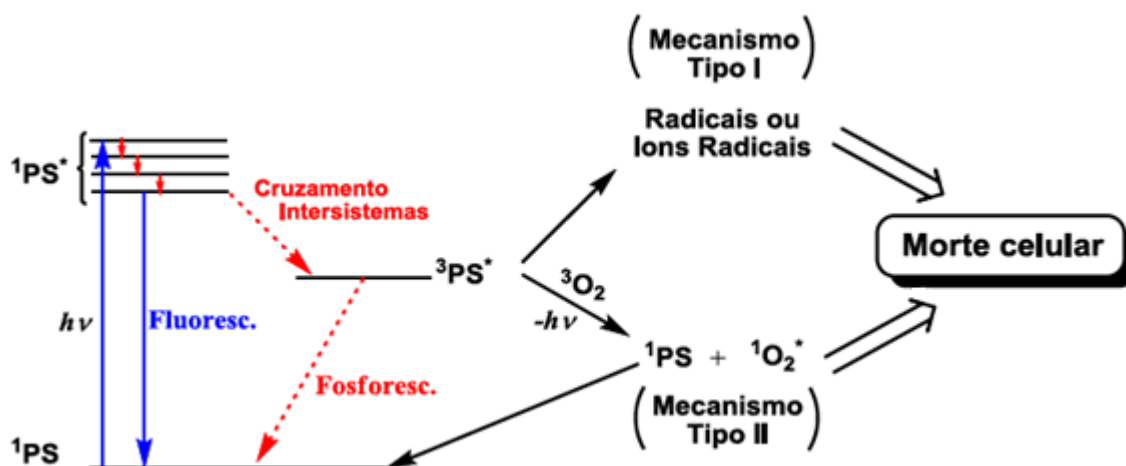 (Mecanismo
Tipo I)
Radicais ou
Ions Radicais
¹PS*
Cruzamento
Intersistemas
Morte celular
³PS*
³O₂
-hν
hν
Fluoresc.
¹PS + ¹O₂*
Fosforesc.
(Mecanismo
Tipo II)
¹PS